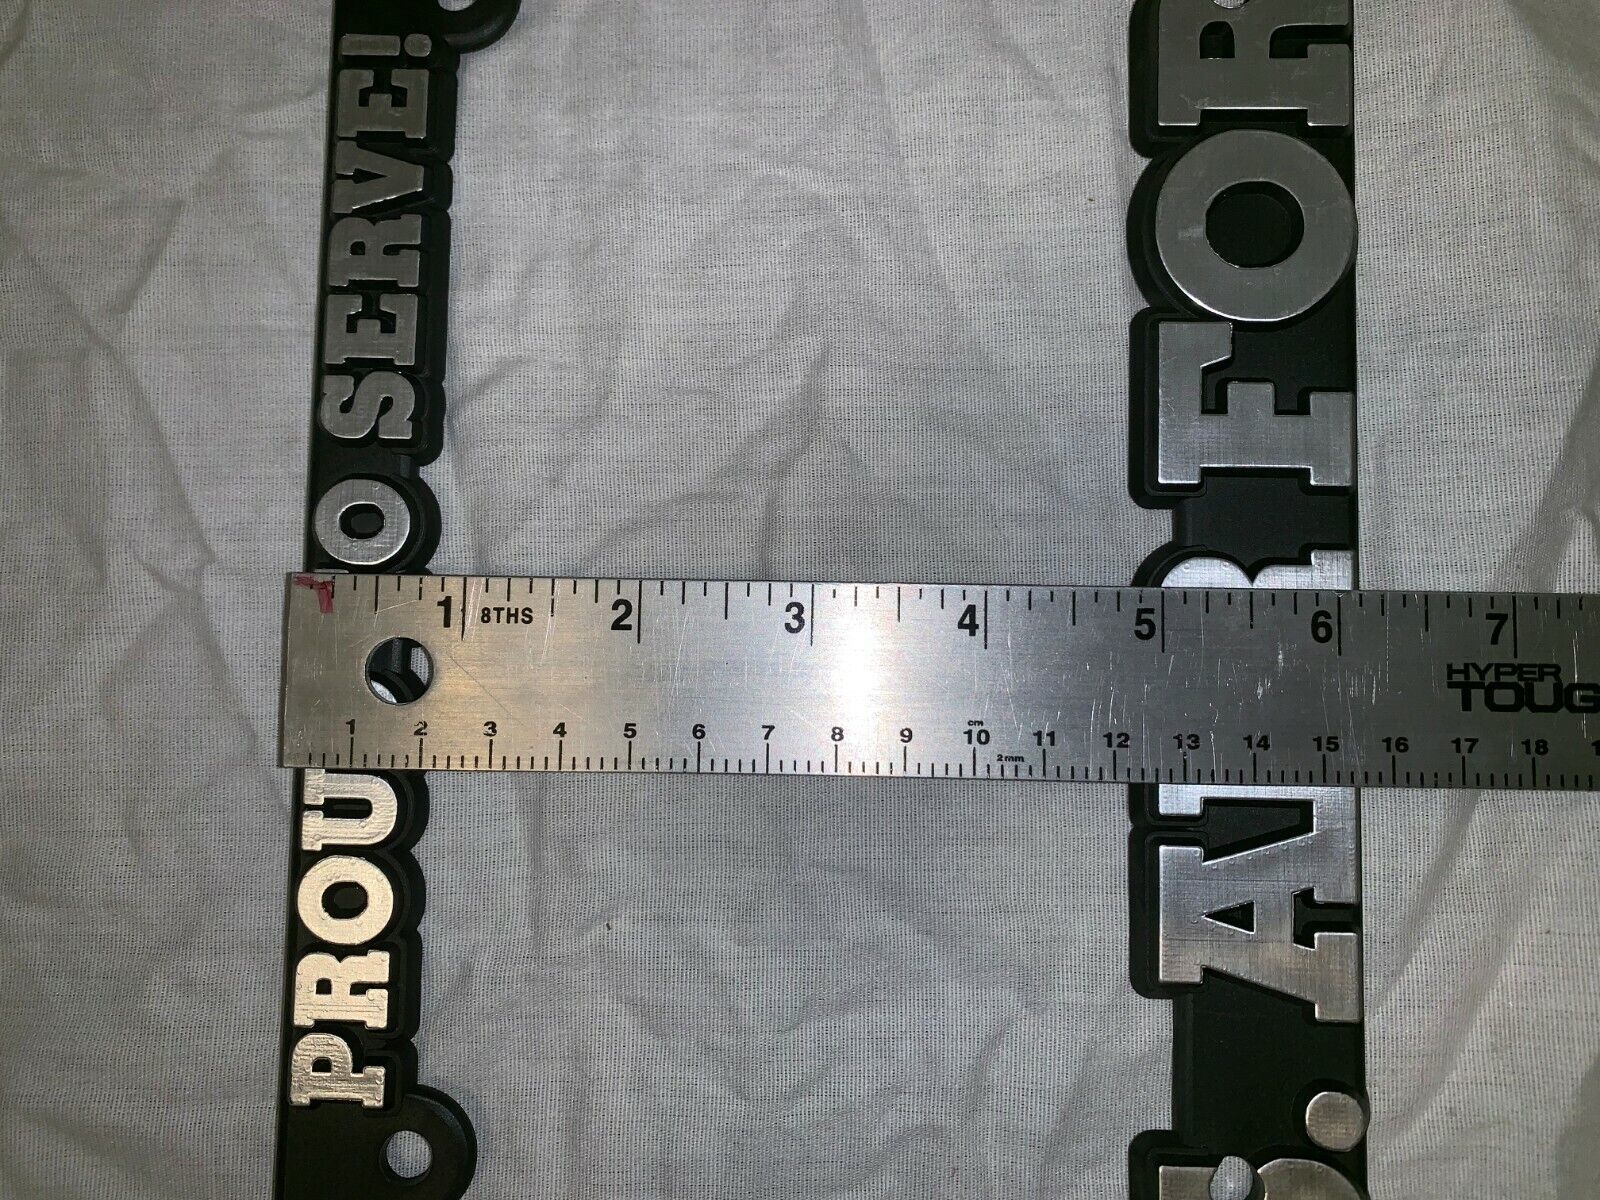 PROU O SERVE!
. AIR FOR
1 8THS 2 3 4 5 6 7
HYPER
TOUG
1 2 3 4 5 6 7 8 9 cm 10 11 12 13 14 15 16 17 18
2mm